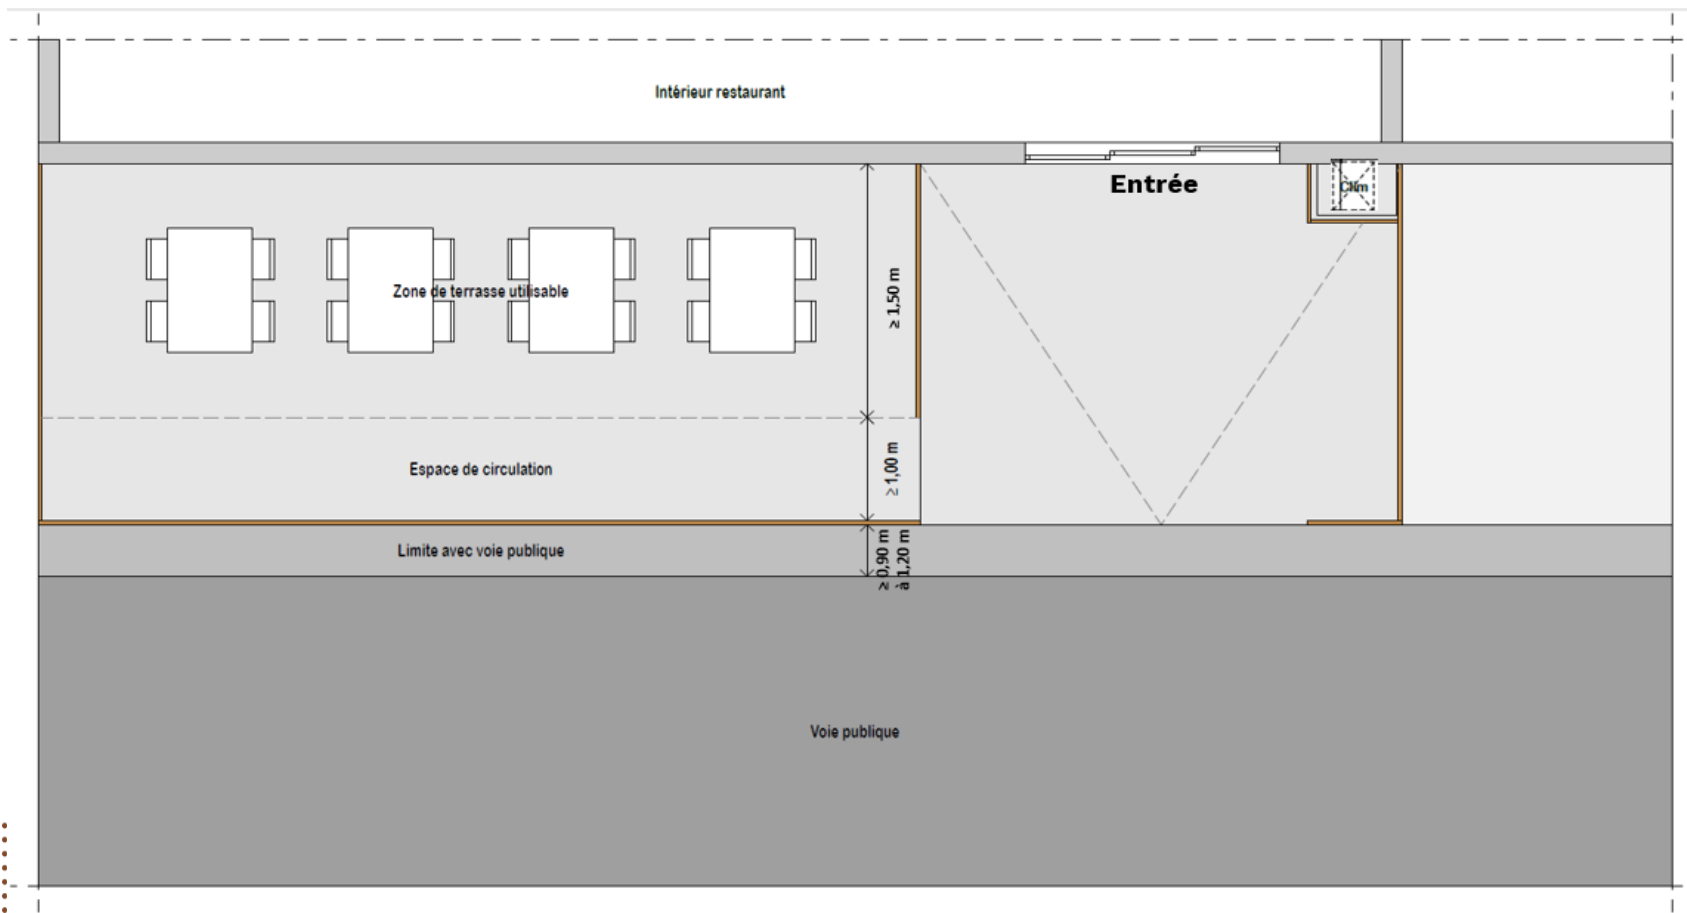 Intérieur restaurant
Entrée
Clim
Zone de terrasse utilisable
≥ 1,50 m
Espace de circulation
≥ 1,00 m
Limite avec voie publique
≥ 0,90 m
à 1,20 m
Voie publique